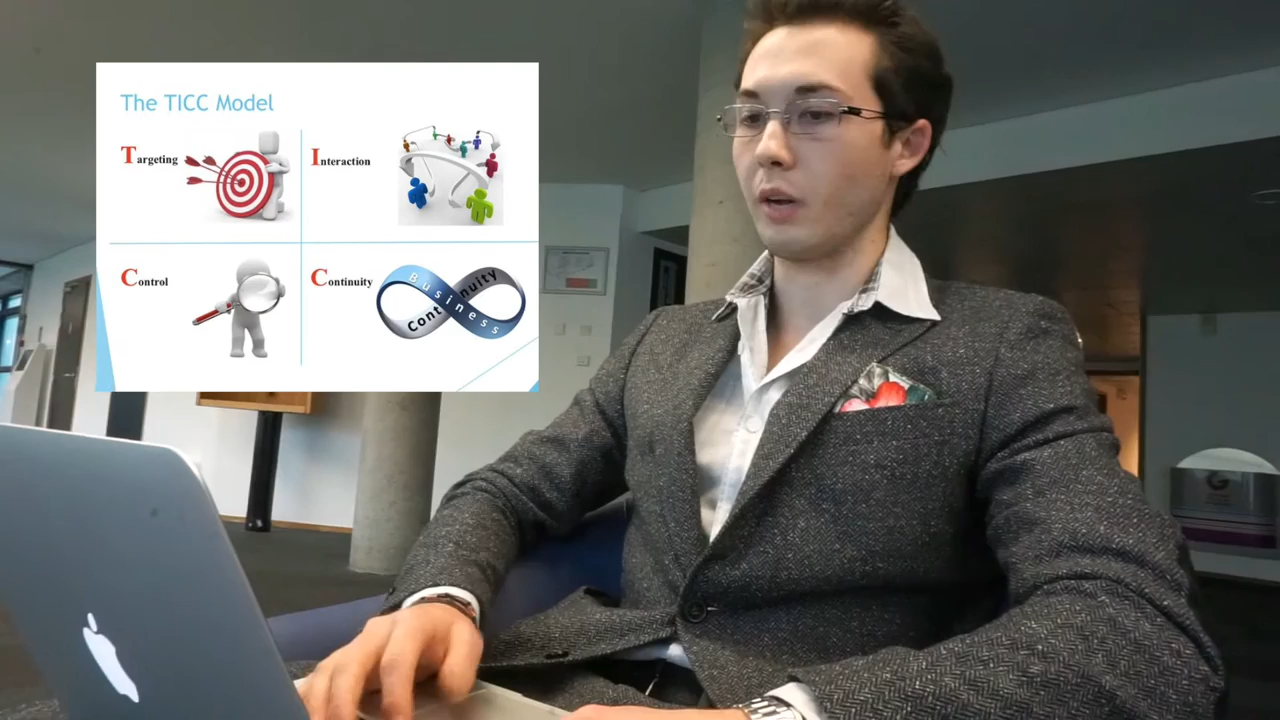 The TICC Model
Targeting
Interaction
Control
Continuity
Business
Continuity